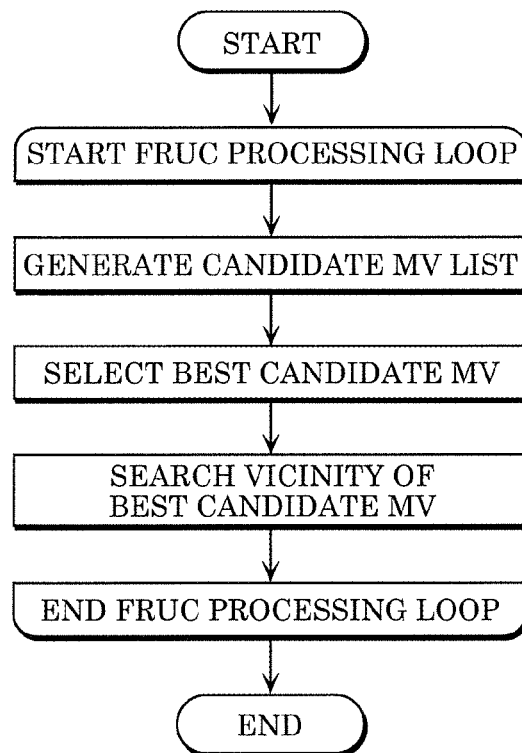 START
START FRUC PROCESSING LOOP
GENERATE CANDIDATE MV LIST
SELECT BEST CANDIDATE MV
SEARCH VICINITY OF
BEST CANDIDATE MV
END FRUC PROCESSING LOOP
END